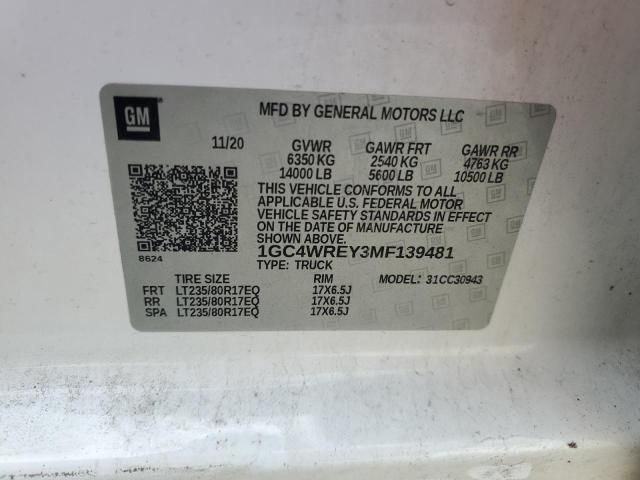 GM
MFD BY GENERAL MOTORS LLC
11/20 GVWR GAWR FRT GAWR RR
6350 KG 2540 KG 4763 KG
14000 LB 5600 LB 10500 LB
THIS VEHICLE CONFORMS TO ALL
APPLICABLE U.S. FEDERAL MOTOR
VEHICLE SAFETY STANDARDS IN EFFECT
ON THE DATE OF MANUFACTURE
SHOWN ABOVE.
8624
1GC4WREY3MF139481
TYPE: TRUCK
MODEL: 31CC30943
TIRE SIZE RIM
FRT LT235/80R17EQ 17X6.5J
RR LT235/80R17EQ 17X6.5J
SPA LT235/80R17EQ 17X6.5J